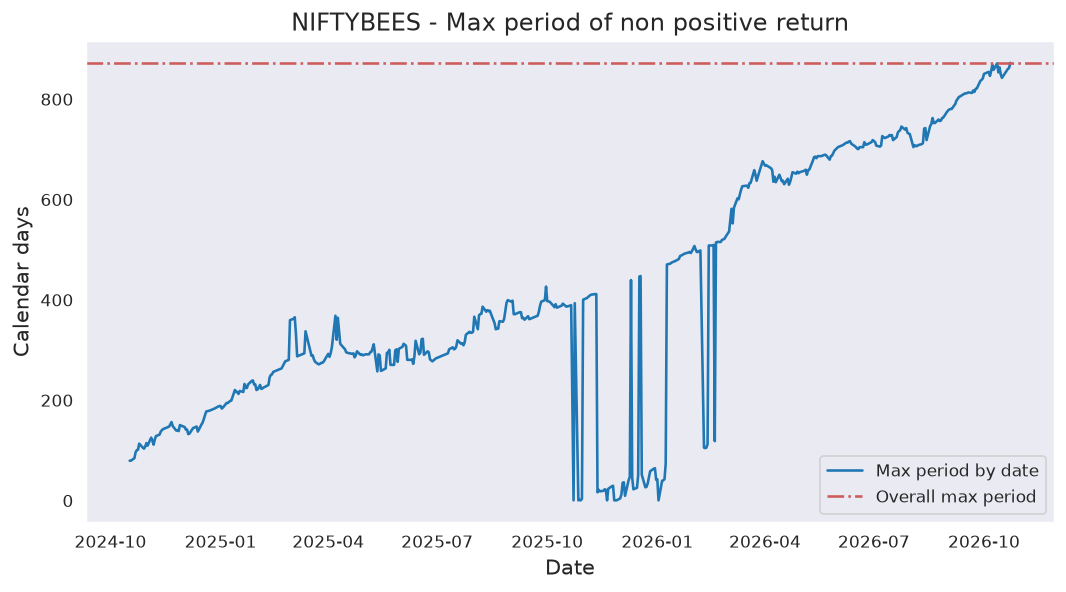 NIFTYBEES - Max period of non positive return
Calendar days
800
600
400
200
0
2024-10 2025-01 2025-04 2025-07 2025-10 2026-01 2026-04 2026-07 2026-10
Date
Max period by date
Overall max period